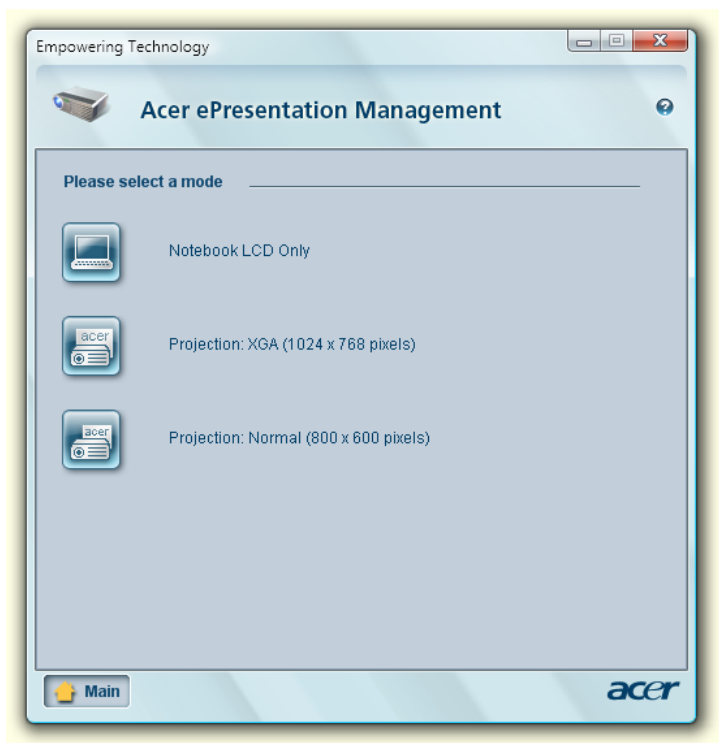 Empowering Technology
Acer ePresentation Management
Please select a mode
Notebook LCD Only
acer
Projection: XGA (1024 x 768 pixels)
acer
Projection: Normal (800 x 600 pixels)
Main
acer